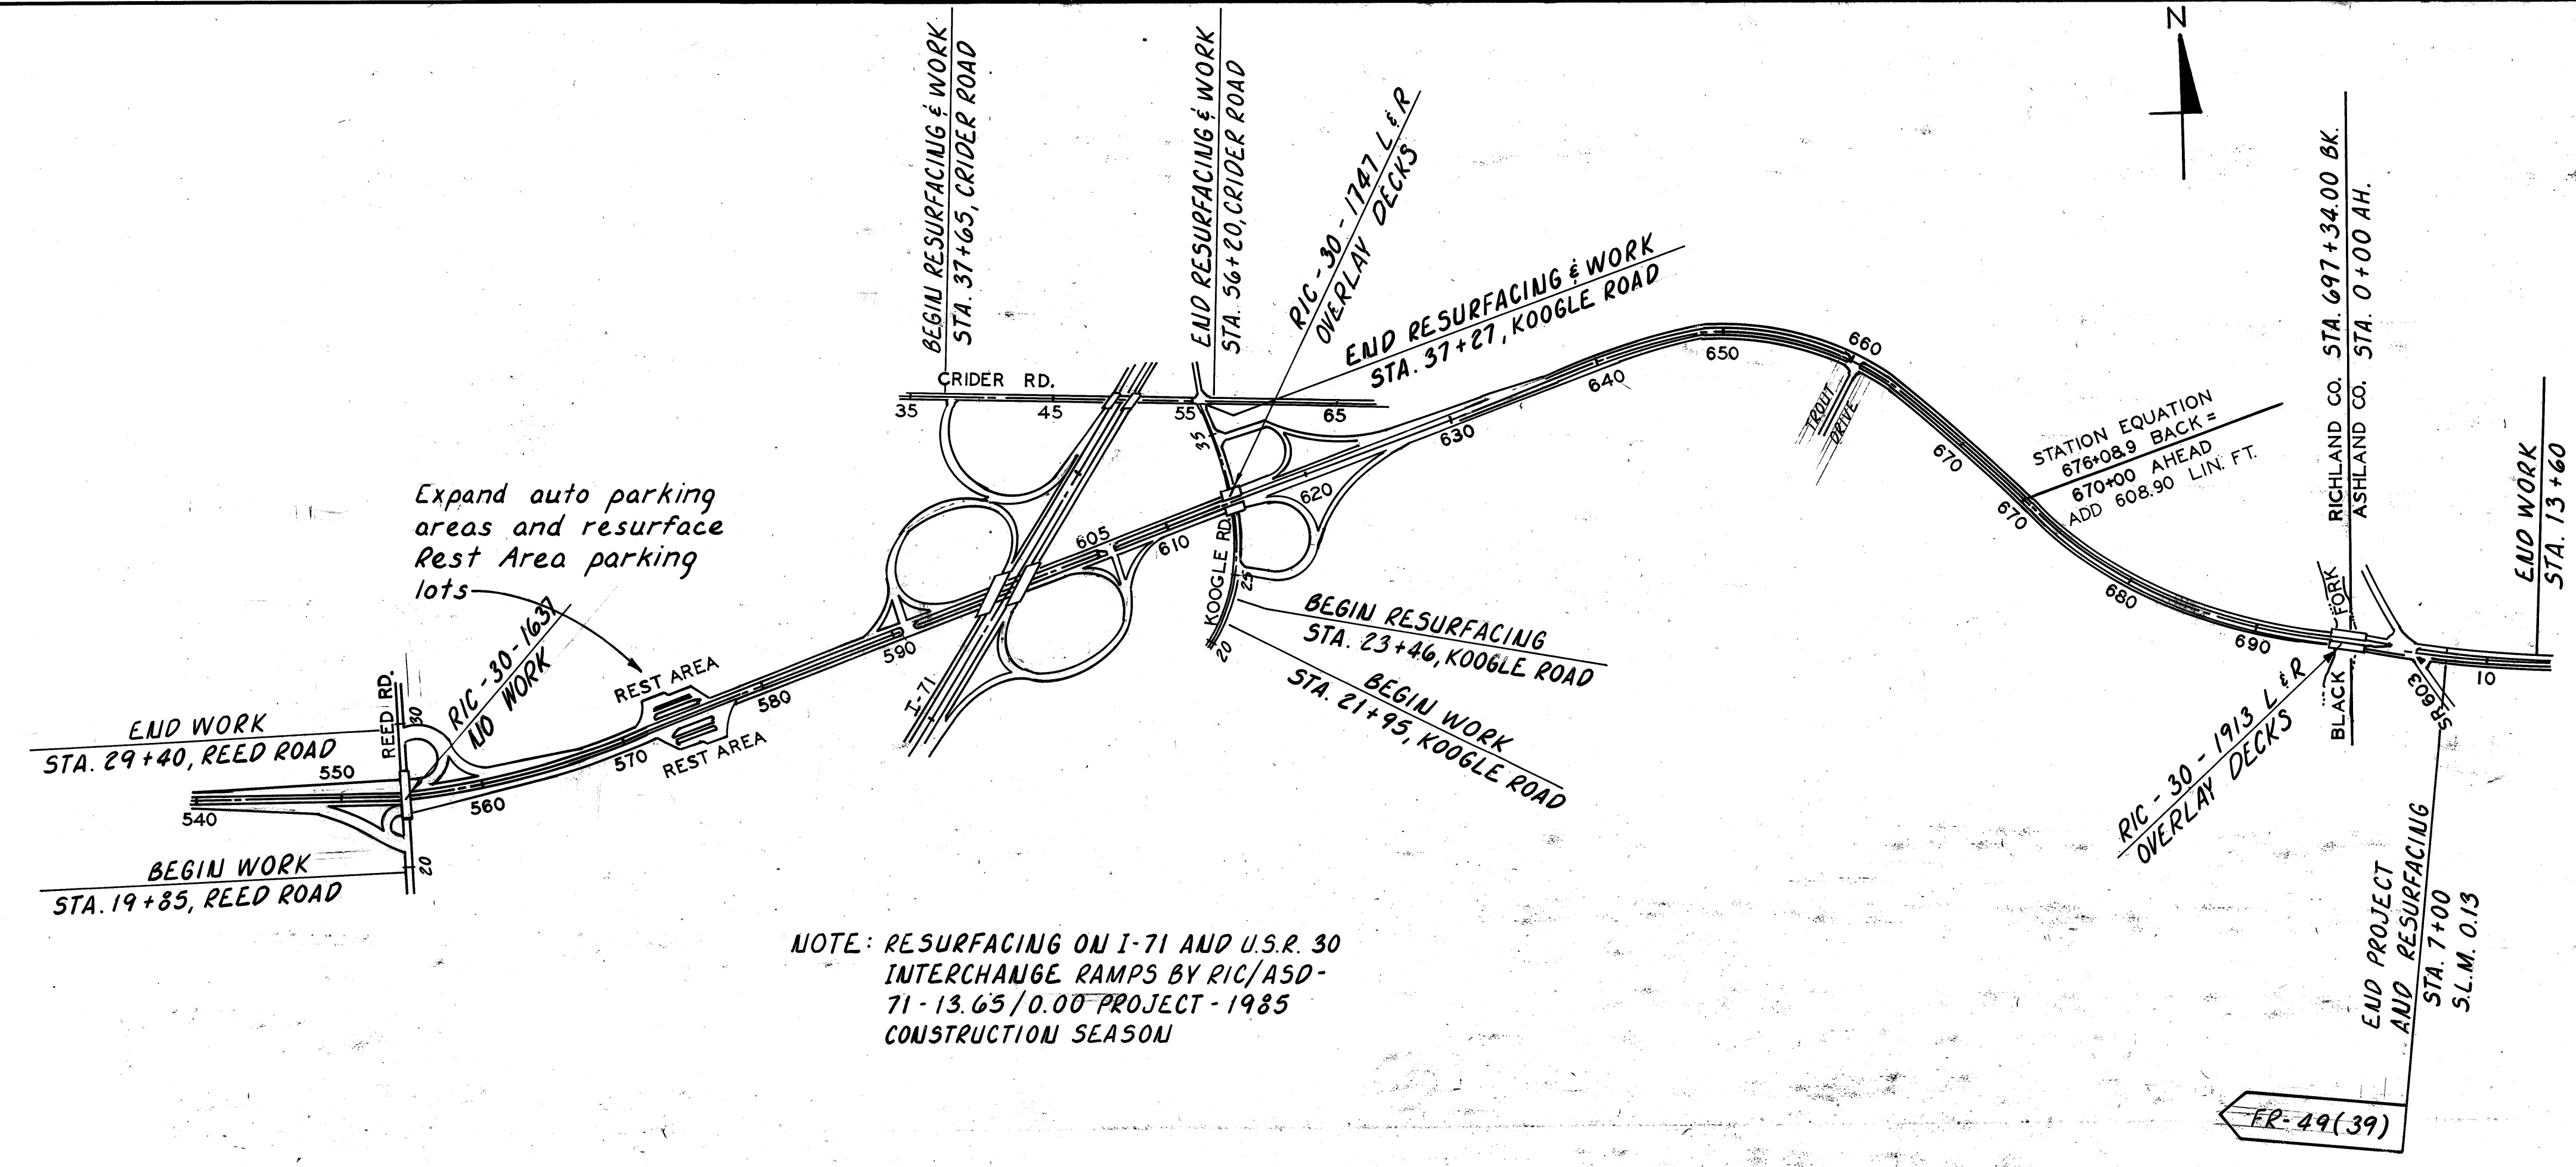 N
BEGIN RESURFACING & WORK
STA. 37+65, CRIDER ROAD
END RESURFACING & WORK
STA. 56+20, CRIDER ROAD
RIC - 30 - 1747 L & R
OVERLAY DECKS
END RESURFACING & WORK
STA. 37+27, KOOGLE ROAD
CRIDER RD.
35
45
55
65
35
25
20
KOOGLE RD.
BEGIN RESURFACING
STA. 23+46, KOOGLE ROAD
BEGIN WORK
STA. 21+95, KOOGLE ROAD
Expand auto parking
areas and resurface
Rest Area parking
lots
RIC - 30 - 1637
NO WORK
REED RD.
30
20
END WORK
STA. 29+40, REED ROAD
BEGIN WORK
STA. 19+85, REED ROAD
540
550
560
570
REST AREA
REST AREA
580
590
I-71
605
610
620
630
640
650
660
TROUT
DRIVE
670
STATION EQUATION
676+08.9 BACK =
670+00 AHEAD
ADD 608.90 LIN. FT.
670
680
690
RICHLAND CO. STA. 697+34.00 BK.
ASHLAND CO. STA. 0+00 AH.
BLACK FORK
10
SR 603
END WORK
STA. 13+60
RIC - 30 - 1913 L & R
OVERLAY DECKS
END PROJECT
AND RESURFACING
STA. 7+00
S.L.M. 0.13
FR-49(39)
NOTE: RESURFACING ON I-71 AND U.S.R. 30
INTERCHANGE RAMPS BY RIC/ASD-
71-13.65/0.00 PROJECT - 1985
CONSTRUCTION SEASON